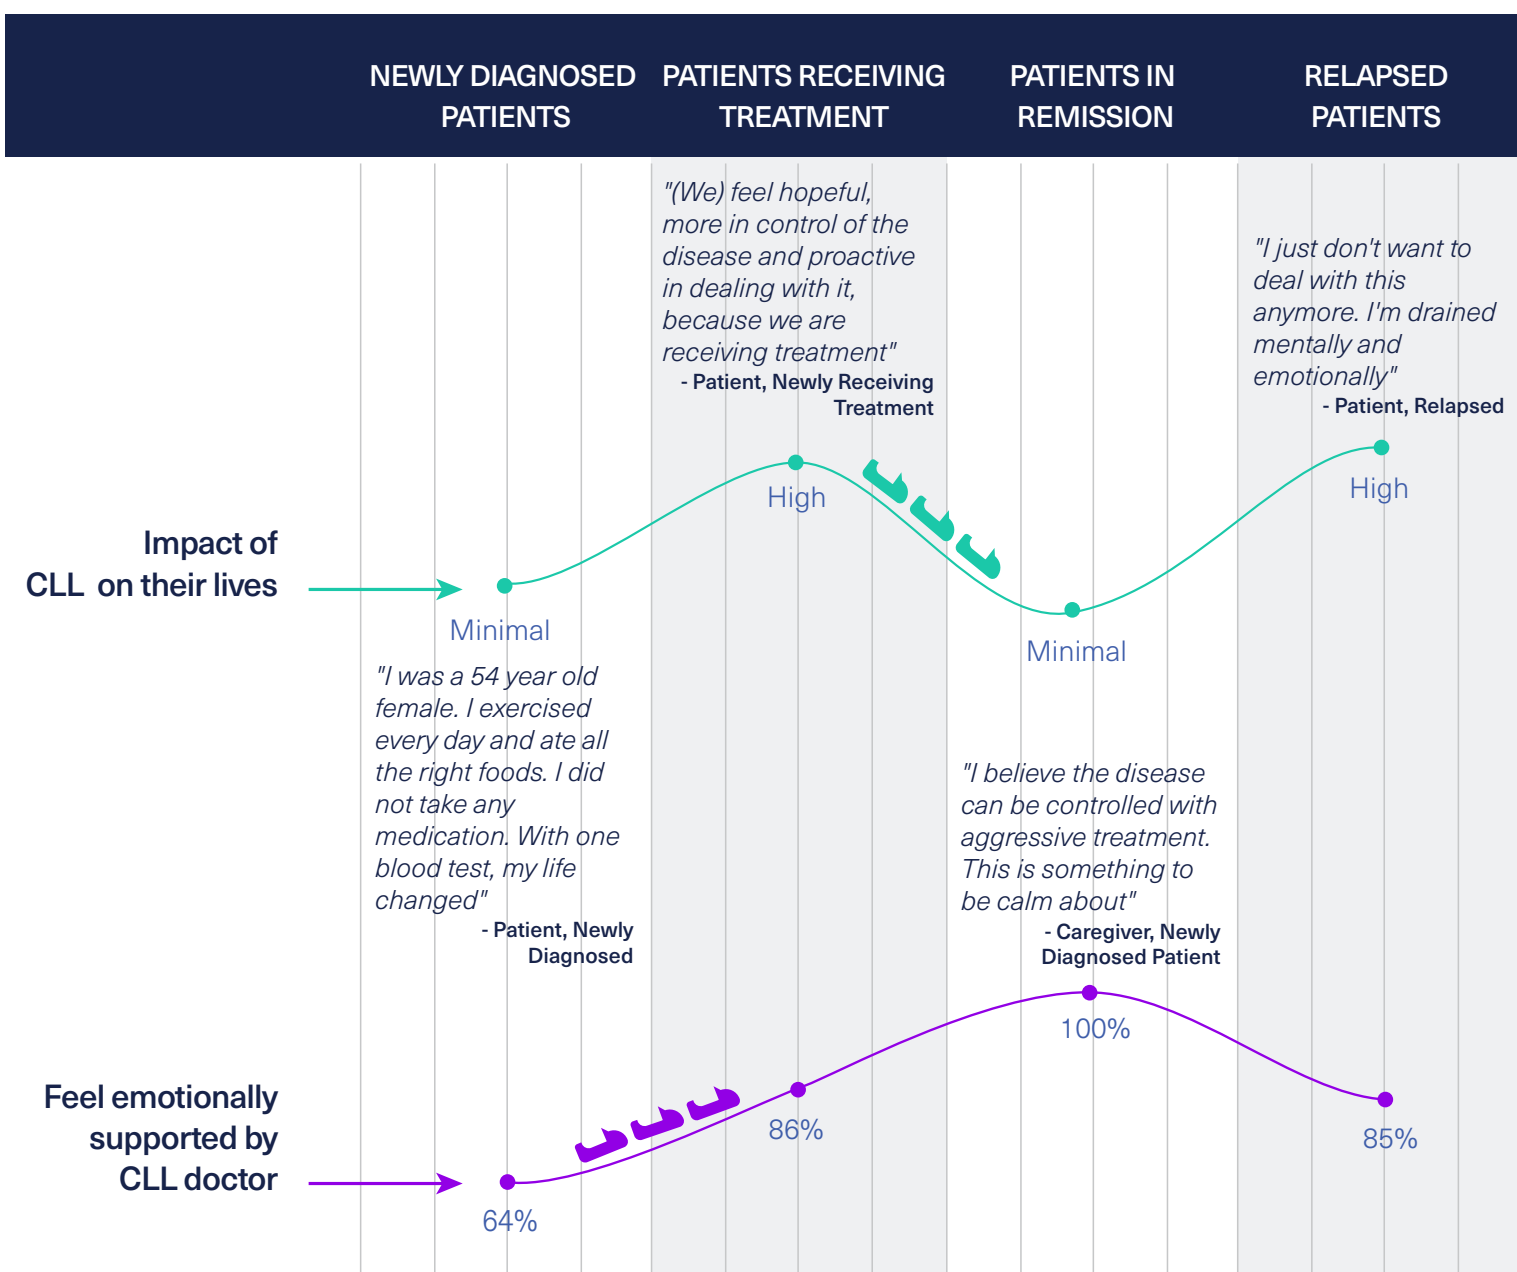 NEWLY DIAGNOSED
PATIENTS
PATIENTS RECEIVING
TREATMENT
PATIENTS IN
REMISSION
RELAPSED
PATIENTS
"(We) feel hopeful,
more in control of the
disease and proactive
in dealing with it,
because we are
receiving treatment"
- Patient, Newly Receiving
Treatment
"I just don't want to
deal with this
anymore. I'm drained
mentally and
emotionally"
- Patient, Relapsed
Impact of
CLL on their lives
Minimal
High
Minimal
High
"I was a 54 year old
female. I exercised
every day and ate all
the right foods. I did
not take any
medication. With one
blood test, my life
changed"
- Patient, Newly
Diagnosed
"I believe the disease
can be controlled with
aggressive treatment.
This is something to
be calm about"
- Caregiver, Newly
Diagnosed Patient
Feel emotionally
supported by
CLL doctor
64%
86%
100%
85%